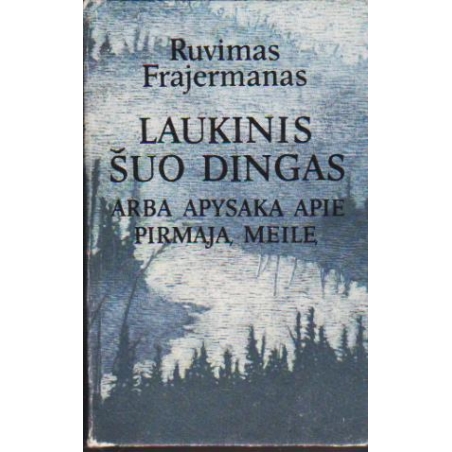 Ruvimas
Frajermanas
LAUKINIS
ŠUO DINGAS
ARBA APYSAKA APIE
PIRMĄJĄ MEILĘ